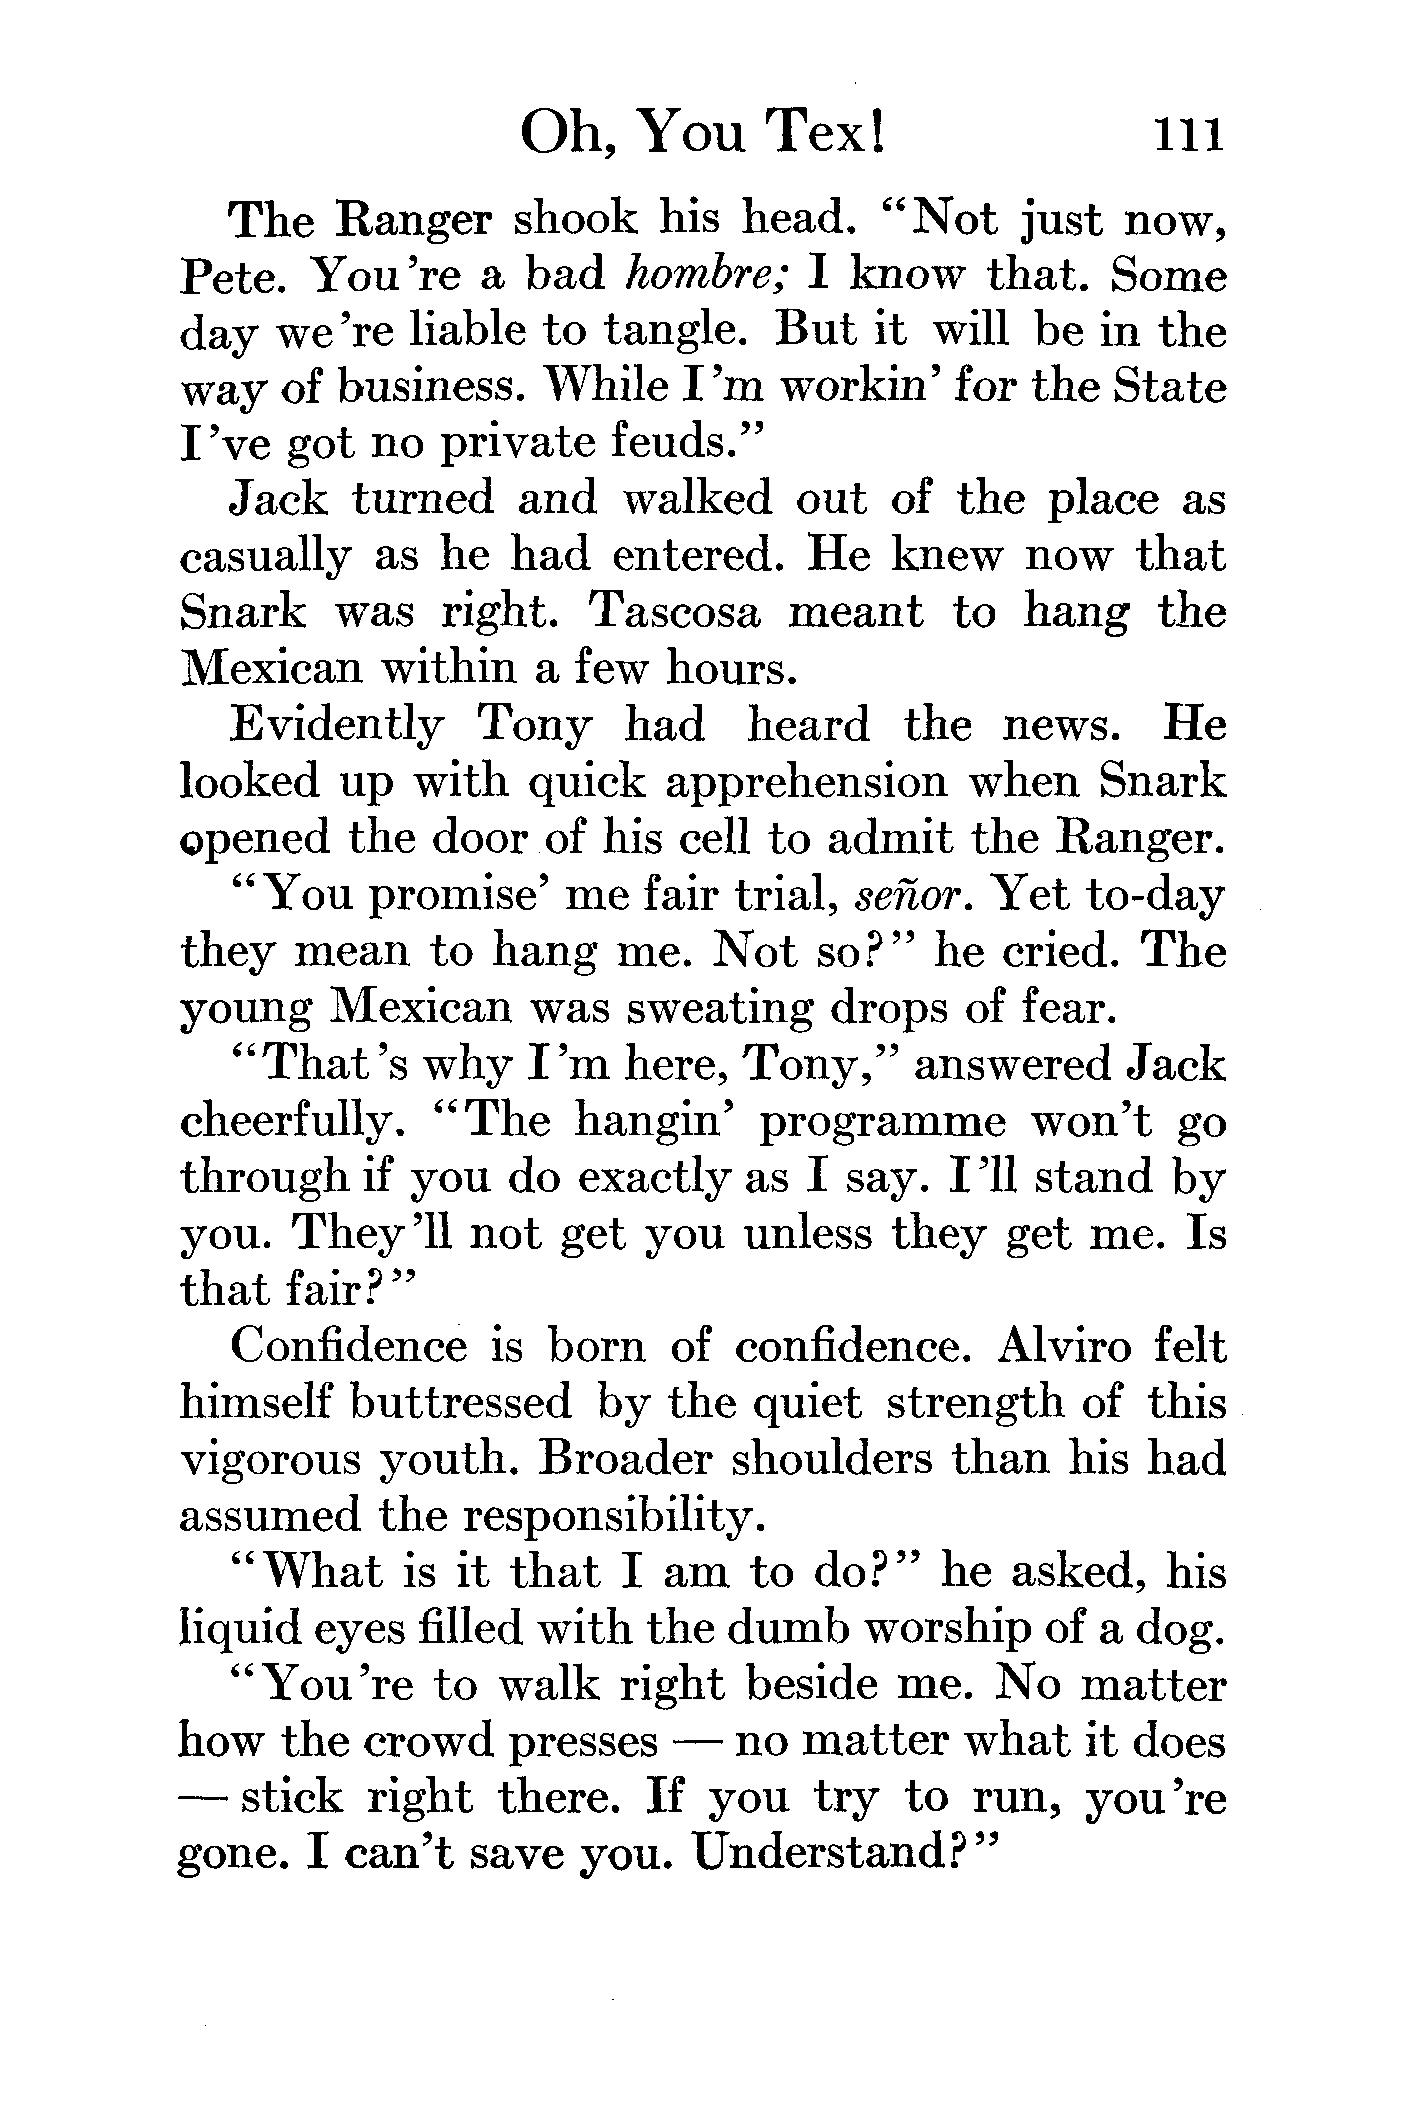 Oh, You Tex! 111
The Ranger shook his head. “Not just now,
Pete. You’re a bad hombre; I know that. Some
day we’re liable to tangle. But it will be in the
way of business. While I’m workin’ for the State
I’ve got no private feuds.”
Jack turned and walked out of the place as
casually as he had entered. He knew now that
Snark was right. Tascosa meant to hang the
Mexican within a few hours.
Evidently Tony had heard the news. He
looked up with quick apprehension when Snark
opened the door of his cell to admit the Ranger.
“You promise’ me fair trial, señor. Yet to-day
they mean to hang me. Not so?” he cried. The
young Mexican was sweating drops of fear.
“That’s why I’m here, Tony,” answered Jack
cheerfully. “The hangin’ programme won’t go
through if you do exactly as I say. I’ll stand by
you. They’ll not get you unless they get me. Is
that fair?”
Confidence is born of confidence. Alviro felt
himself buttressed by the quiet strength of this
vigorous youth. Broader shoulders than his had
assumed the responsibility.
“What is it that I am to do?” he asked, his
liquid eyes filled with the dumb worship of a dog.
“You’re to walk right beside me. No matter
how the crowd presses — no matter what it does
— stick right there. If you try to run, you’re
gone. I can’t save you. Understand?”